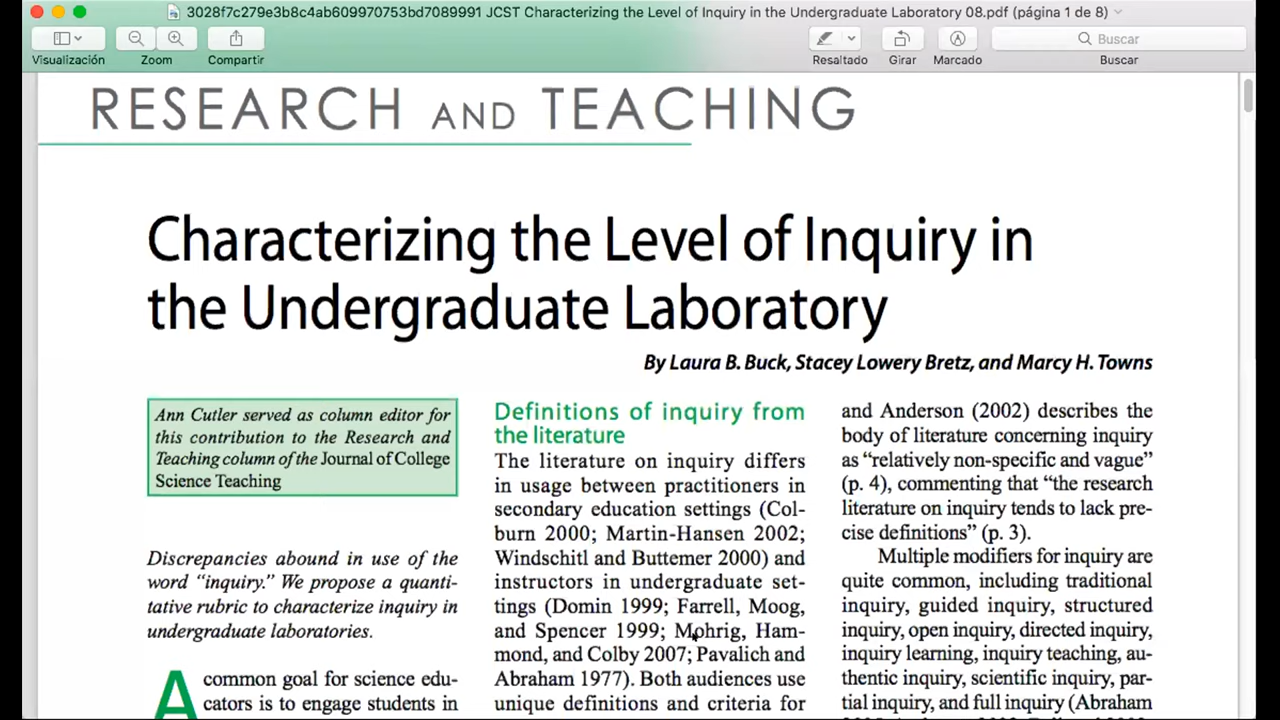 3028f7c279e3b8c4ab609970753bd7089991 JCST Characterizing the Level of Inquiry in the Undergraduate Laboratory 08.pdf (página 1 de 8)
Visualización
Zoom
Compartir
Resaltado
Girar
Marcado
Buscar
Buscar
RESEARCH AND TEACHING
Characterizing the Level of Inquiry in
the Undergraduate Laboratory
By Laura B. Buck, Stacey Lowery Bretz, and Marcy H. Towns
Ann Cutler served as column editor for
this contribution to the Research and
Teaching column of the Journal of College
Science Teaching
Discrepancies abound in use of the
word “inquiry.” We propose a quanti-
tative rubric to characterize inquiry in
undergraduate laboratories.
A common goal for science edu-
cators is to engage students in
Definitions of inquiry from
the literature
The literature on inquiry differs
in usage between practitioners in
secondary education settings (Col-
burn 2000; Martin-Hansen 2002;
Windschitl and Buttemer 2000) and
instructors in undergraduate set-
tings (Domin 1999; Farrell, Moog,
and Spencer 1999; Mohrig, Ham-
mond, and Colby 2007; Pavalich and
Abraham 1977). Both audiences use
unique definitions and criteria for
and Anderson (2002) describes the
body of literature concerning inquiry
as “relatively non-specific and vague”
(p. 4), commenting that “the research
literature on inquiry tends to lack pre-
cise definitions” (p. 3).
Multiple modifiers for inquiry are
quite common, including traditional
inquiry, guided inquiry, structured
inquiry, open inquiry, directed inquiry,
inquiry learning, inquiry teaching, au-
thentic inquiry, scientific inquiry, par-
tial inquiry, and full inquiry (Abraham